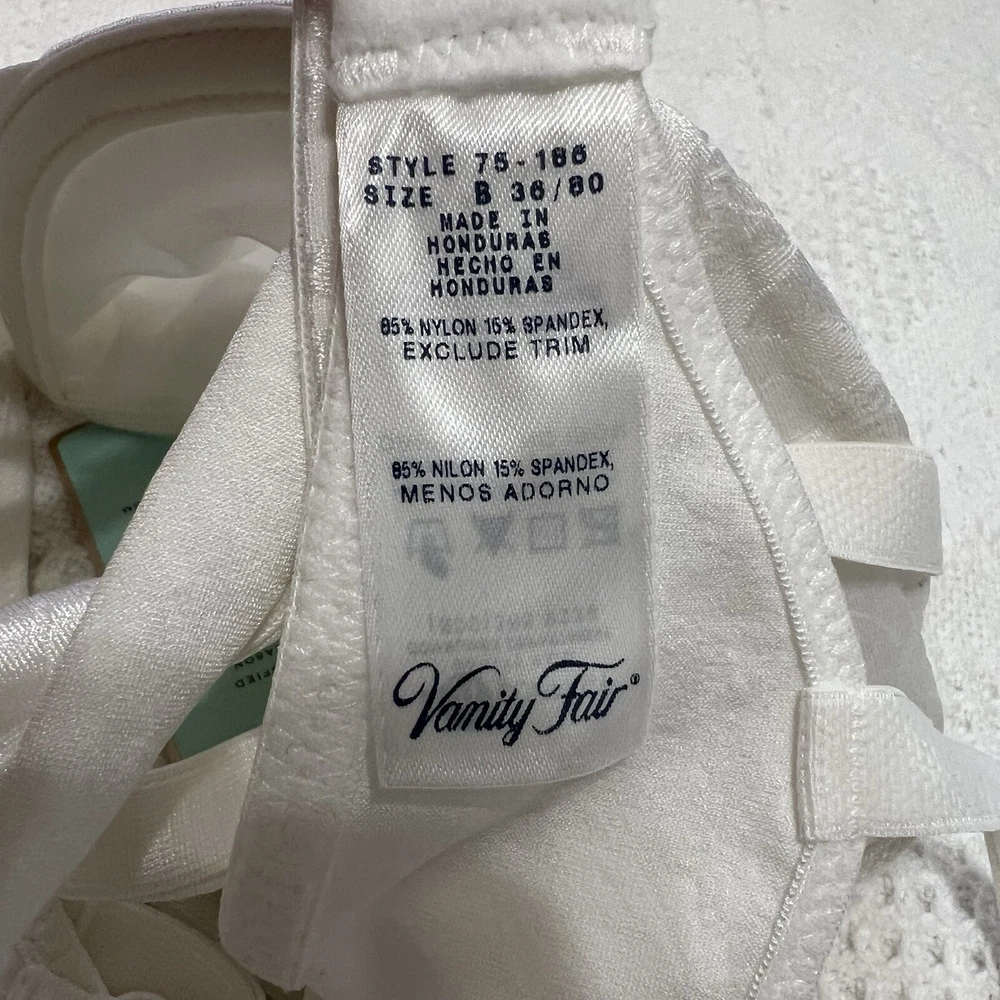 STYLE 75-186
SIZE B 36/80
MADE IN
HONDURAS
HECHO EN
HONDURAS
85% NYLON 15% SPANDEX,
EXCLUDE TRIM
85% NILON 15% SPANDEX,
MENOS ADORNO
Vanity Fair®